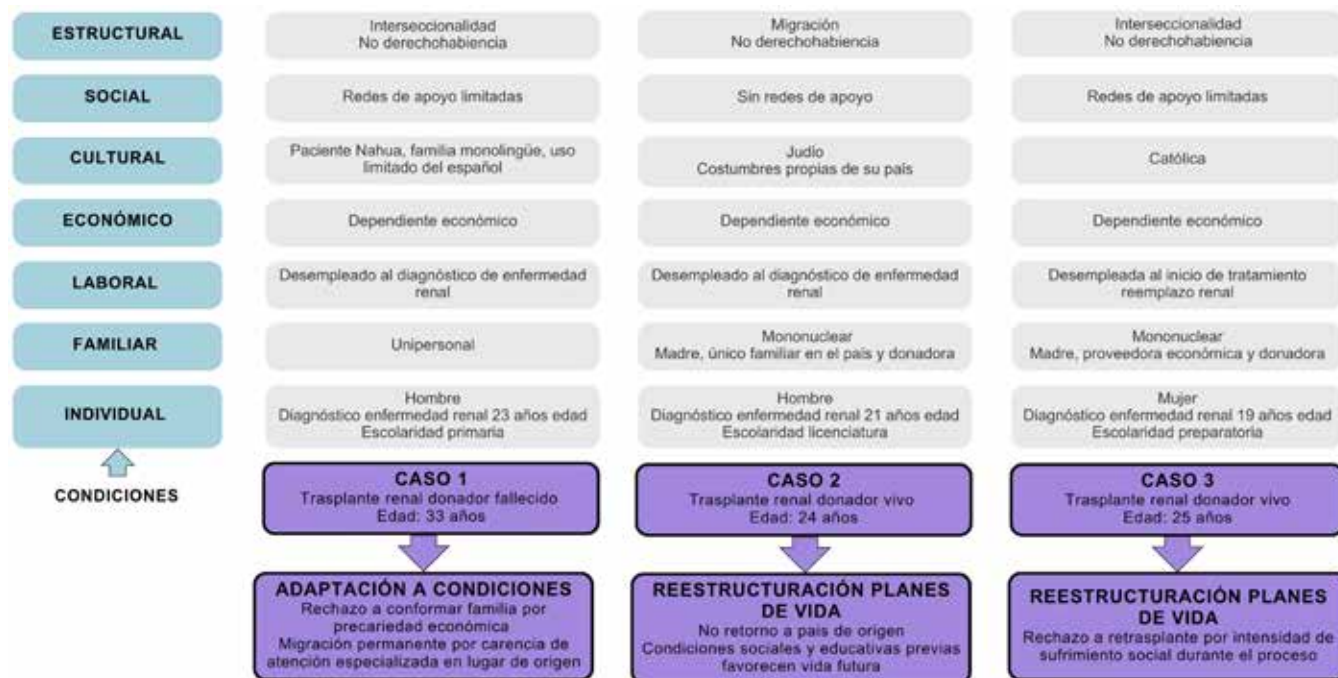 ESTRUCTURAL
Interseccionalidad
No derechohabiencia
Migración
No derechohabiencia
Interseccionalidad
No derechohabiencia
SOCIAL
Redes de apoyo limitadas
Sin redes de apoyo
Redes de apoyo limitadas
CULTURAL
Paciente Nahua, familia monolingüe, uso
limitado del español
Judío
Costumbres propias de su país
Católica
ECONÓMICO
Dependiente económico
Dependiente económico
Dependiente económico
LABORAL
Desempleado al diagnóstico de enfermedad
renal
Desempleado al diagnóstico de enfermedad
renal
Desempleada al inicio de tratamiento
reemplazo renal
FAMILIAR
Unipersonal
Mononuclear
Madre, único familiar en el país y donadora
Mononuclear
Madre, proveedora económica y donadora
INDIVIDUAL
Hombre
Diagnóstico enfermedad renal 23 años edad
Escolaridad primaria
Hombre
Diagnóstico enfermedad renal 21 años edad
Escolaridad licenciatura
Mujer
Diagnóstico enfermedad renal 19 años edad
Escolaridad preparatoria
CONDICIONES
CASO 1
Trasplante renal donador fallecido
Edad: 33 años
CASO 2
Trasplante renal donador vivo
Edad: 24 años
CASO 3
Trasplante renal donador vivo
Edad: 25 años
ADAPTACIÓN A CONDICIONES
Rechazo a conformar familia por
precariedad económica
Migración permanente por carencia de
atención especializada en lugar de origen
REESTRUCTURACIÓN PLANES
DE VIDA
No retorno a país de origen
Condiciones sociales y educativas previas
favorecen vida futura
REESTRUCTURACIÓN PLANES
DE VIDA
Rechazo a retrasplante por intensidad de
sufrimiento social durante el proceso